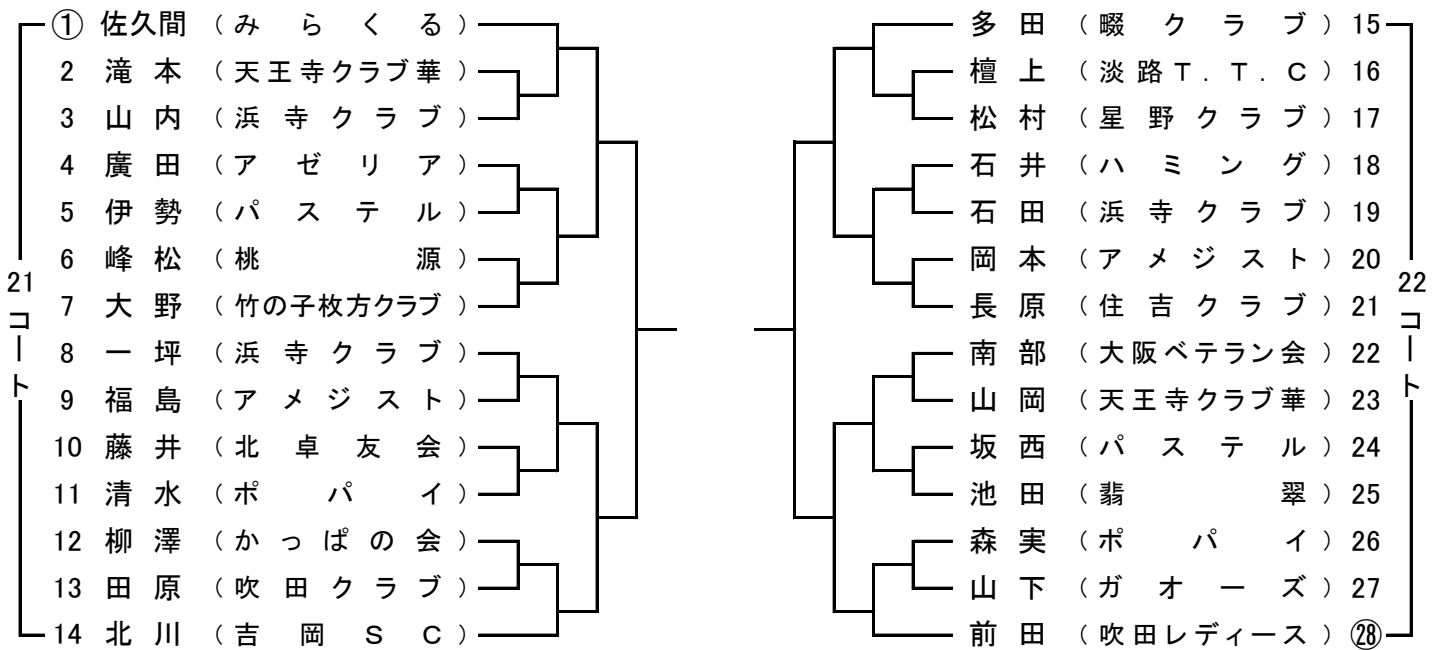 ① 佐久間 (みらくる)
2 滝本 (天王寺クラブ華)
3 山内 (浜寺クラブ)
4 廣田 (アゼリア)
5 伊勢 (パステル)
6 峰松 (桃源)
7 大野 (竹の子枚方クラブ)
8 一坪 (浜寺クラブ)
9 福島 (アメジスト)
10 藤井 (北卓友会)
11 清水 (ポパイ)
12 柳澤 (かっぱの会)
13 田原 (吹田クラブ)
14 北川 (吉岡SC)
21コート
多田 (畷クラブ) 15
檀上 (淡路T.T.C) 16
松村 (星野クラブ) 17
石井 (ハミング) 18
石田 (浜寺クラブ) 19
岡本 (アメジスト) 20
長原 (住吉クラブ) 21
南部 (大阪ベテラン会) 22
山岡 (天王寺クラブ華) 23
坂西 (パステル) 24
池田 (翡翠) 25
森実 (ポパイ) 26
山下 (ガオーズ) 27
前田 (吹田レディース) ㉘
22コート